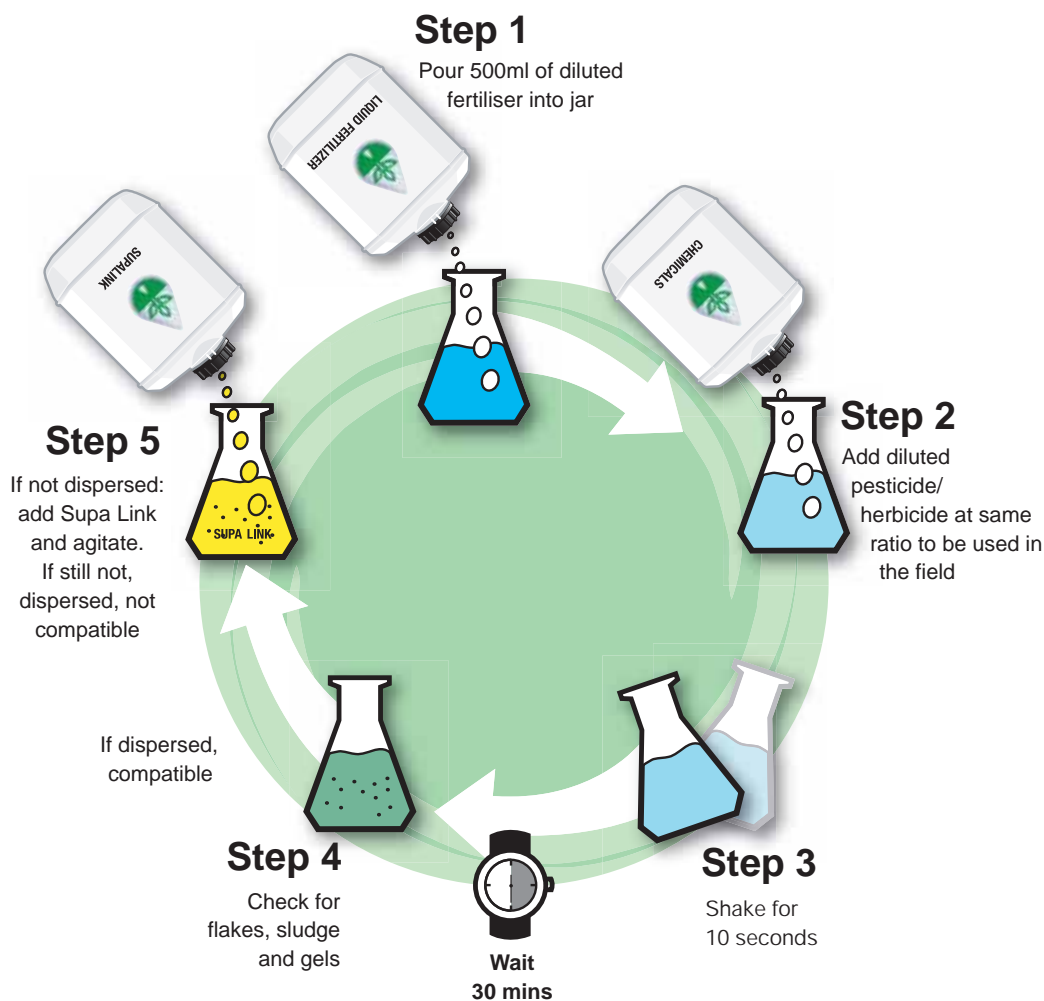 Step 1
Pour 500ml of diluted
fertiliser into jar
LIQUID FERTILIZER
CHEMICALS
Step 2
Add diluted
pesticide/
herbicide at same
ratio to be used in
the field
Step 3
Shake for
10 seconds
Wait
30 mins
Step 4
Check for
flakes, sludge
and gels
If dispersed,
compatible
SUPALINK
Step 5
If not dispersed:
add Supa Link
and agitate.
If still not,
dispersed, not
compatible
SUPA LINK